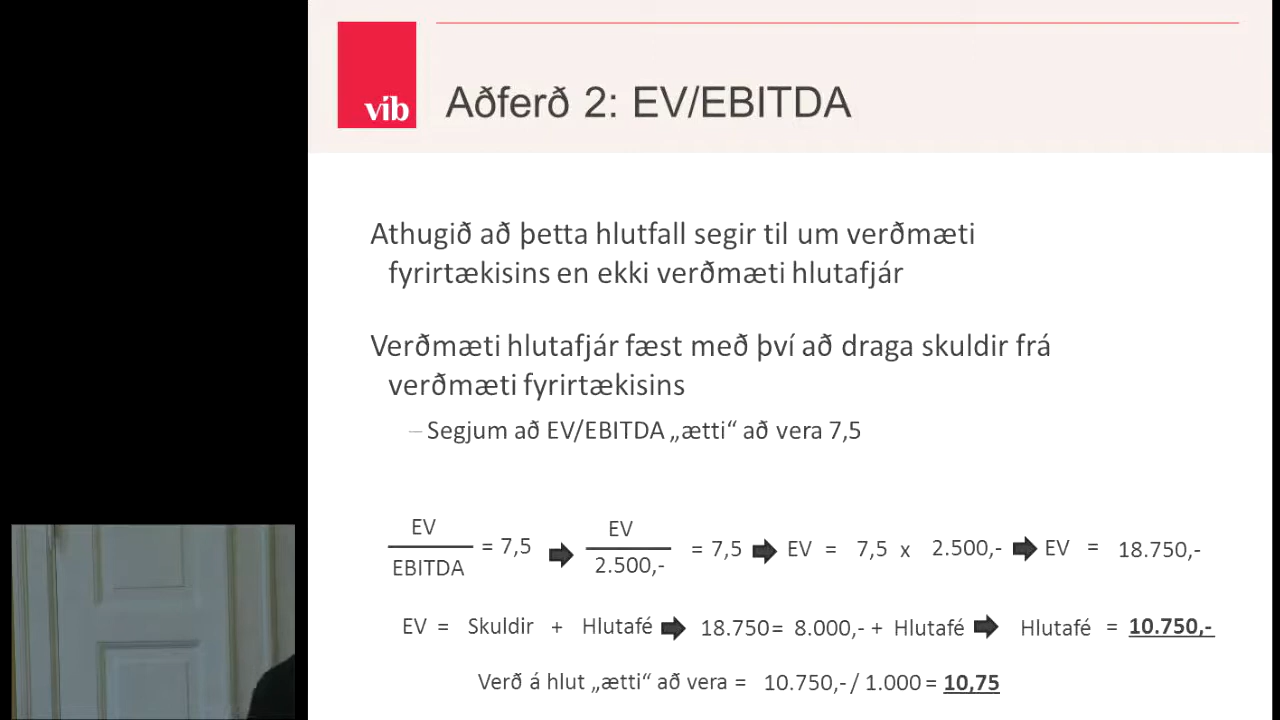 víb
Aðferð 2: EV/EBITDA
Athugið að þetta hlutfall segir til um verðmæti
fyrirtækisins en ekki verðmæti hlutafjár
Verðmæti hlutafjár fæst með því að draga skuldir frá
verðmæti fyrirtækisins
– Segjum að EV/EBITDA „ætti“ að vera 7,5
EV EV
= 7,5 = 7,5 EV = 7,5 x 2.500,- EV = 18.750,-
EBITDA 2.500,-
EV = Skuldir + Hlutafé 18.750= 8.000,- + Hlutafé Hlutafé = 10.750,-
Verð á hlut „ætti“ að vera = 10.750,- / 1.000 = 10,75